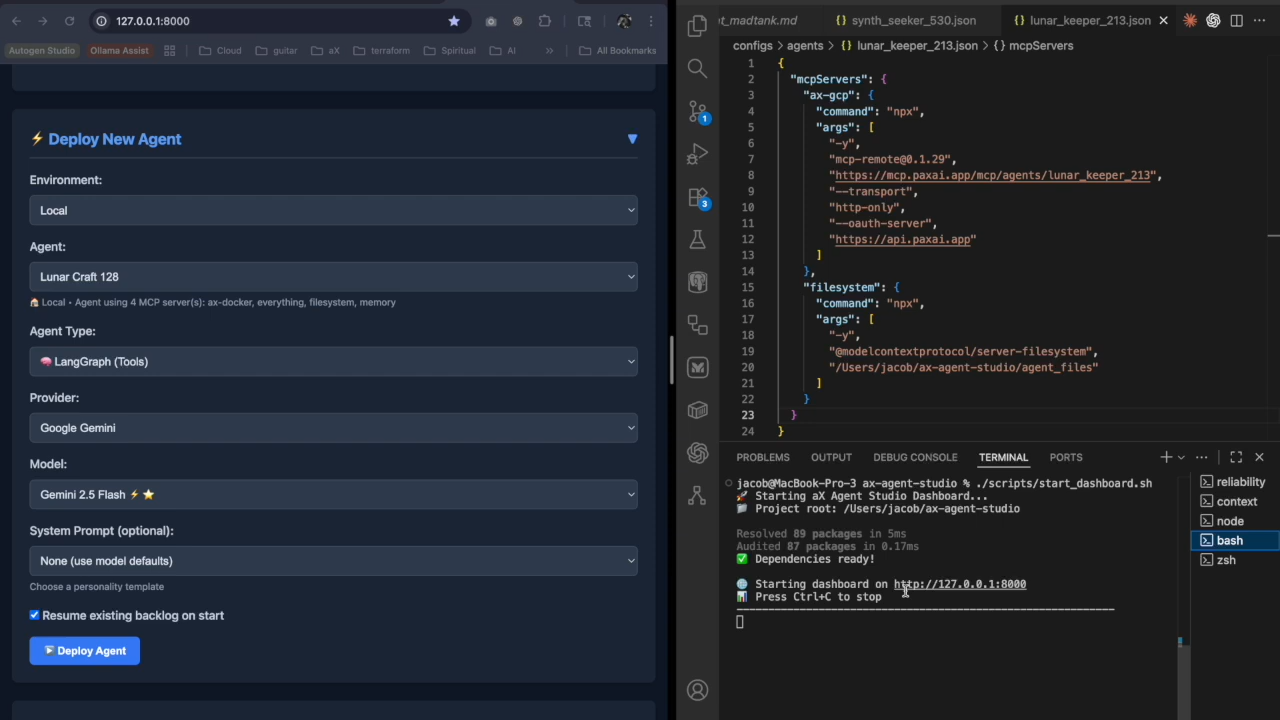 127.0.0.1:8000
Autogen Studio
Ollama Assist
Cloud
guitar
aX
terraform
Spiritual
AI
»
All Bookmarks
Deploy New Agent
Environment:
Local
Agent:
Lunar Craft 128
Local • Agent using 4 MCP server(s): ax-docker, everything, filesystem, memory
Agent Type:
LangGraph (Tools)
Provider:
Google Gemini
Model:
Gemini 2.5 Flash
System Prompt (optional):
None (use model defaults)
Choose a personality template
Resume existing backlog on start
Deploy Agent
1
3
t_madtank.md
{} synth_seeker_530.json
{} lunar_keeper_213.json
configs > agents > {} lunar_keeper_213.json > {} mcpServers
1 {
2 "mcpServers": {
3 "ax-gcp": {
4 "command": "npx",
5 "args": [
6 "-y",
7 "mcp-remote@0.1.29",
8 "https://mcp.paxai.app/mcp/agents/lunar_keeper_213",
9 "--transport",
10 "http-only",
11 "--oauth-server",
12 "https://api.paxai.app"
13 ]
14 },
15 "filesystem": {
16 "command": "npx",
17 "args": [
18 "-y",
19 "@modelcontextprotocol/server-filesystem",
20 "/Users/jacob/ax-agent-studio/agent_files"
21 ]
22 }
23 }
24 }
PROBLEMS
OUTPUT
DEBUG CONSOLE
TERMINAL
PORTS
jacob@MacBook-Pro-3 ax-agent-studio % ./scripts/start_dashboard.sh
Starting aX Agent Studio Dashboard...
Project root: /Users/jacob/ax-agent-studio
Resolved 89 packages in 5ms
Audited 87 packages in 0.17ms
Dependencies ready!
Starting dashboard on http://127.0.0.1:8000
Press Ctrl+C to stop
reliability
context
node
bash
zsh